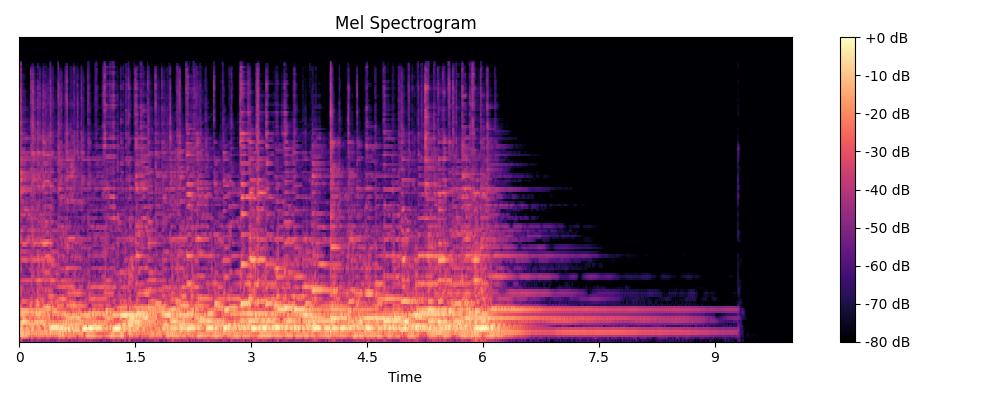 Mel Spectrogram
+0 dB
-10 dB
-20 dB
-30 dB
-40 dB
-50 dB
-60 dB
-70 dB
-80 dB
0 1.5 3 4.5 6 7.5 9
Time